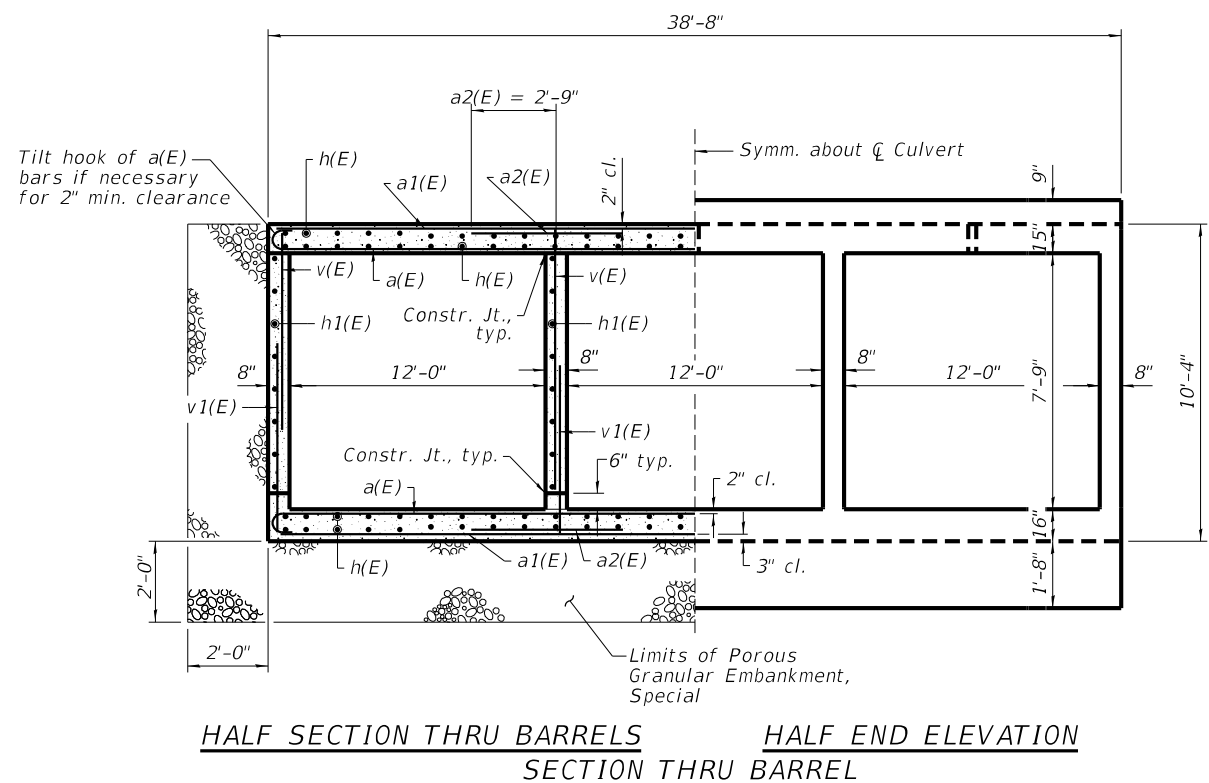 38'-8"
a2(E) = 2'-9"
Tilt hook of a(E)
bars if necessary
for 2" min. clearance
h(E)
a1(E)
a2(E)
2" cl.
Symm. about ℄ Culvert
9"
15"
v(E)
a(E)
h(E)
v(E)
h1(E)
Constr. Jt.,
typ.
h1(E)
8"
12'-0"
8"
12'-0"
8"
12'-0"
7'-9"
8"
10'-4"
v1(E)
v1(E)
Constr. Jt., typ.
6" typ.
a(E)
2" cl.
16"
h(E)
a1(E)
a2(E)
3" cl.
1'-8"
2'-0"
2'-0"
Limits of Porous
Granular Embankment,
Special
HALF SECTION THRU BARRELS
HALF END ELEVATION
SECTION THRU BARREL